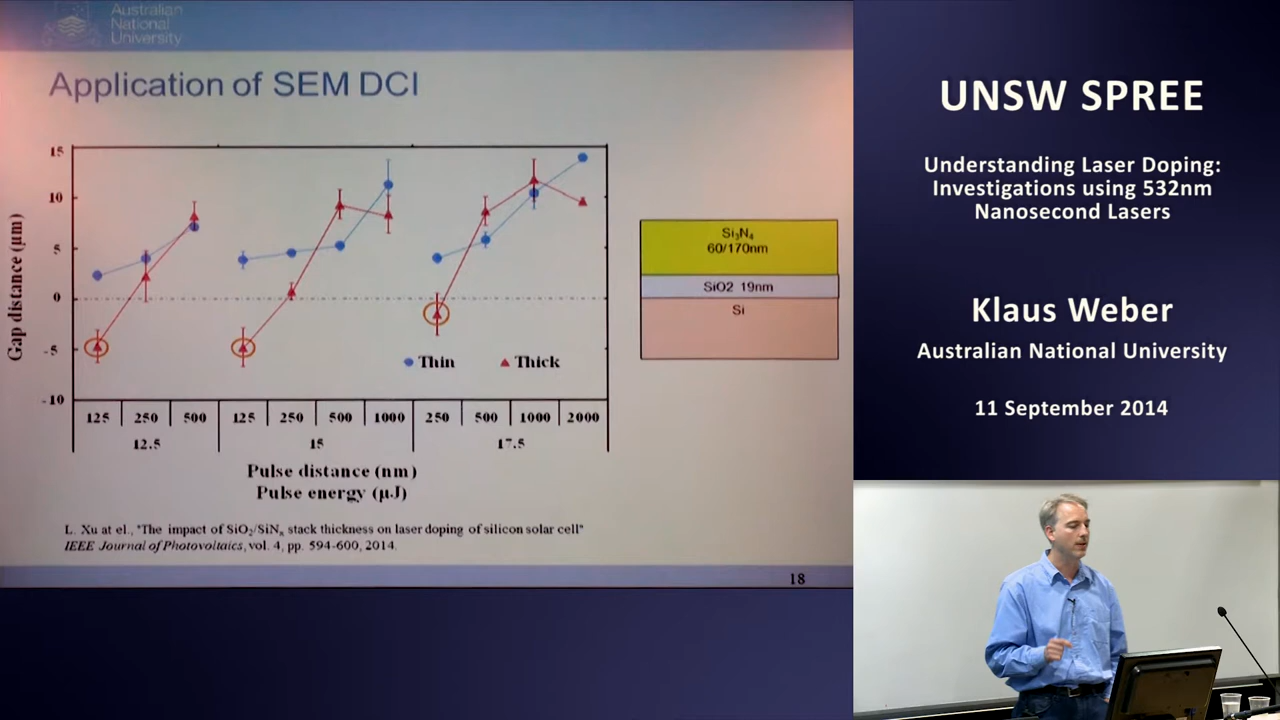 Australian
National
University
Application of SEM DCI
15
10
5
0
-5
-10
Gap distance (µm)
Thin
Thick
125 250 500 125 250 500 1000 250 500 1000 2000
12.5 15 17.5
Pulse distance (nm)
Pulse energy (µJ)
Si3N4
60/170nm
SiO2 19nm
Si
L. Xu at el., "The impact of SiO2/SiNx stack thickness on laser doping of silicon solar cell"
IEEE Journal of Photovoltaics, vol. 4, pp. 594-600, 2014.
18
UNSW SPREE
Understanding Laser Doping:
Investigations using 532nm
Nanosecond Lasers
Klaus Weber
Australian National University
11 September 2014